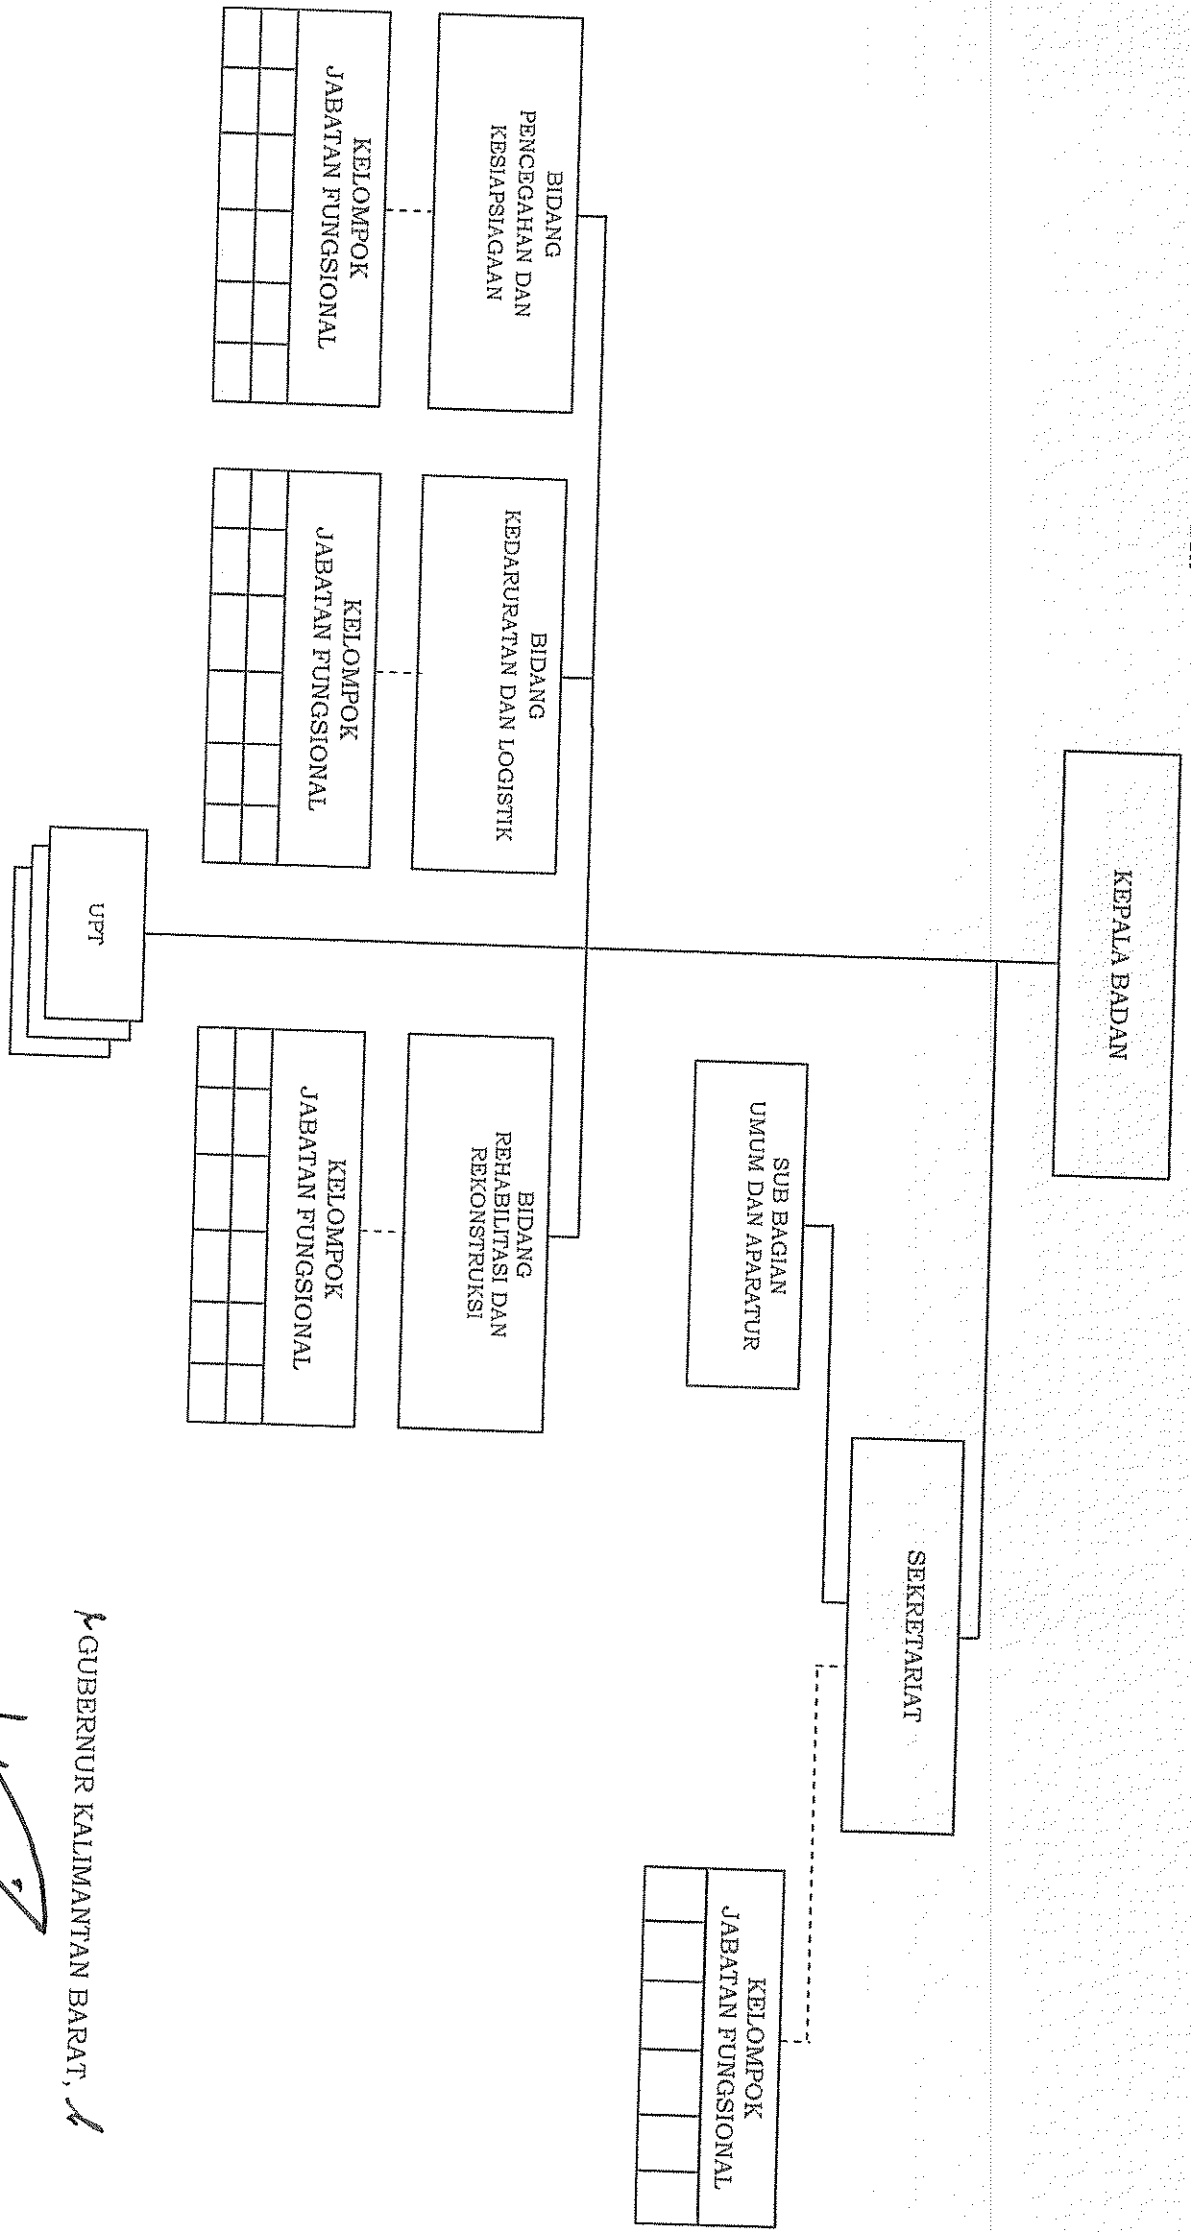 KEPALA BADAN
SEKRETARIAT
SUB BAGIAN
UMUM DAN APARATUR
KELOMPOK
JABATAN FUNGSIONAL
BIDANG
PENCEGAHAN DAN
KESIAPSIAGAAN
BIDANG
KEDARURATAN DAN LOGISTIK
BIDANG
REHABILITASI DAN
REKONSTRUKSI
KELOMPOK
JABATAN FUNGSIONAL
KELOMPOK
JABATAN FUNGSIONAL
KELOMPOK
JABATAN FUNGSIONAL
UPT
GUBERNUR KALIMANTAN BARAT,